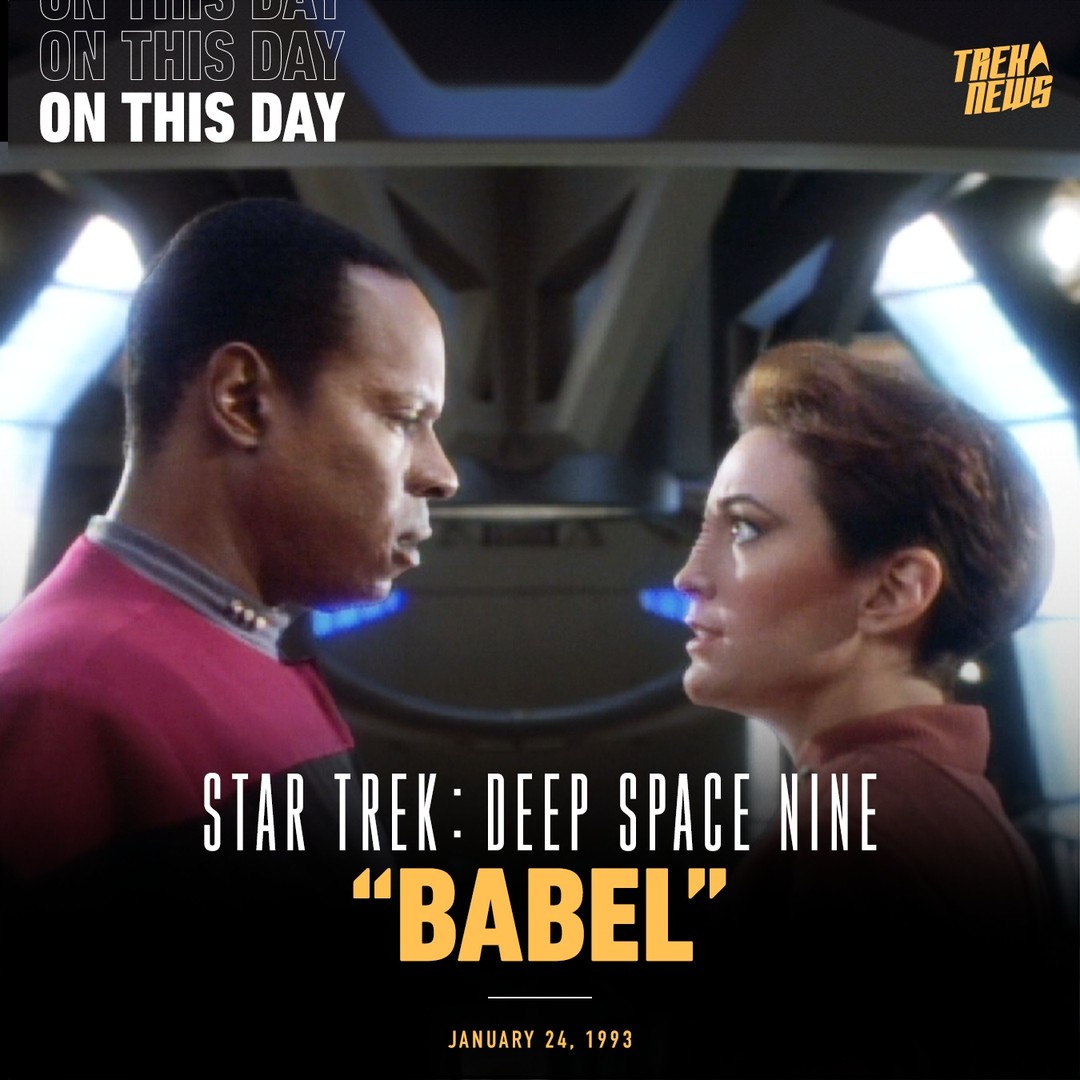 ON THIS DAY
ON THIS DAY
ON THIS DAY
TREK
NEWS
STAR TREK: DEEP SPACE NINE
“BABEL”
JANUARY 24, 1993